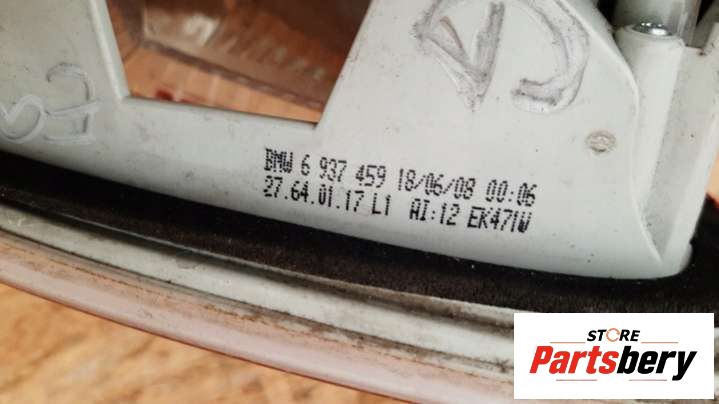 BMW 6 937 459 18/06/08 00:06
27.64.01.17 L1 AI:12 EK471W
STORE
Partsbery